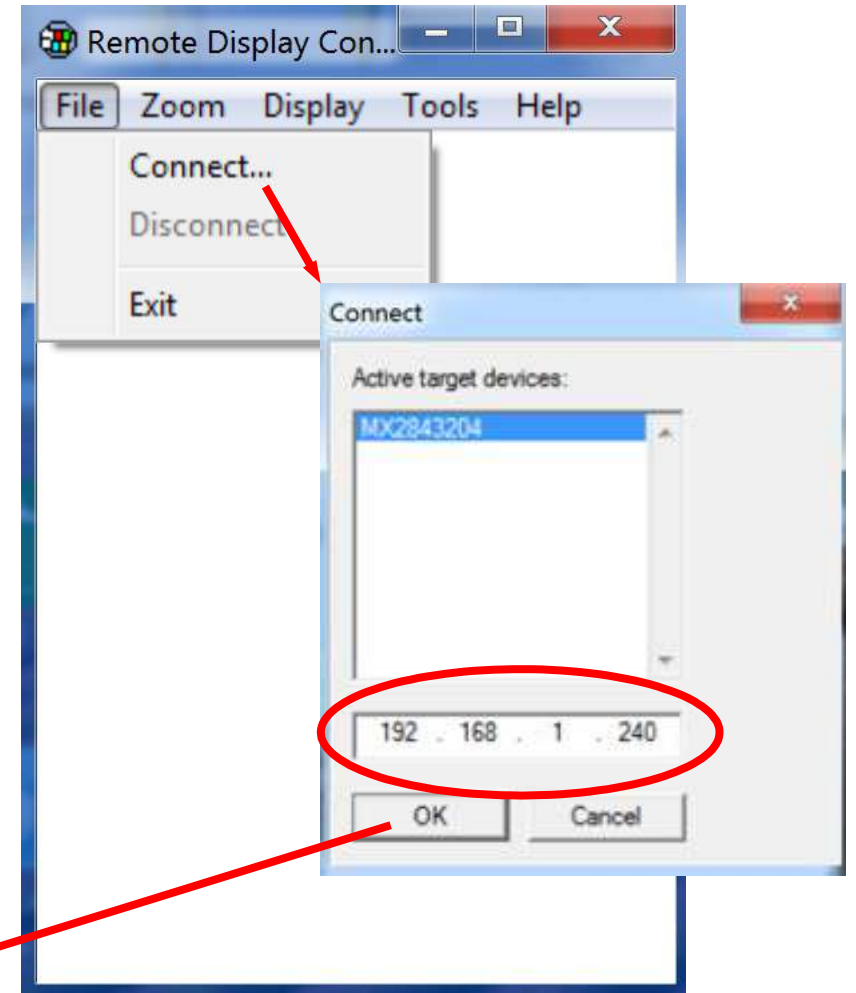 Remote Display Con...
File Zoom Display Tools Help
Connect...
Disconnect
Exit
Connect
Active target devices:
MX2843204
192 . 168 . 1 . 240
OK Cancel